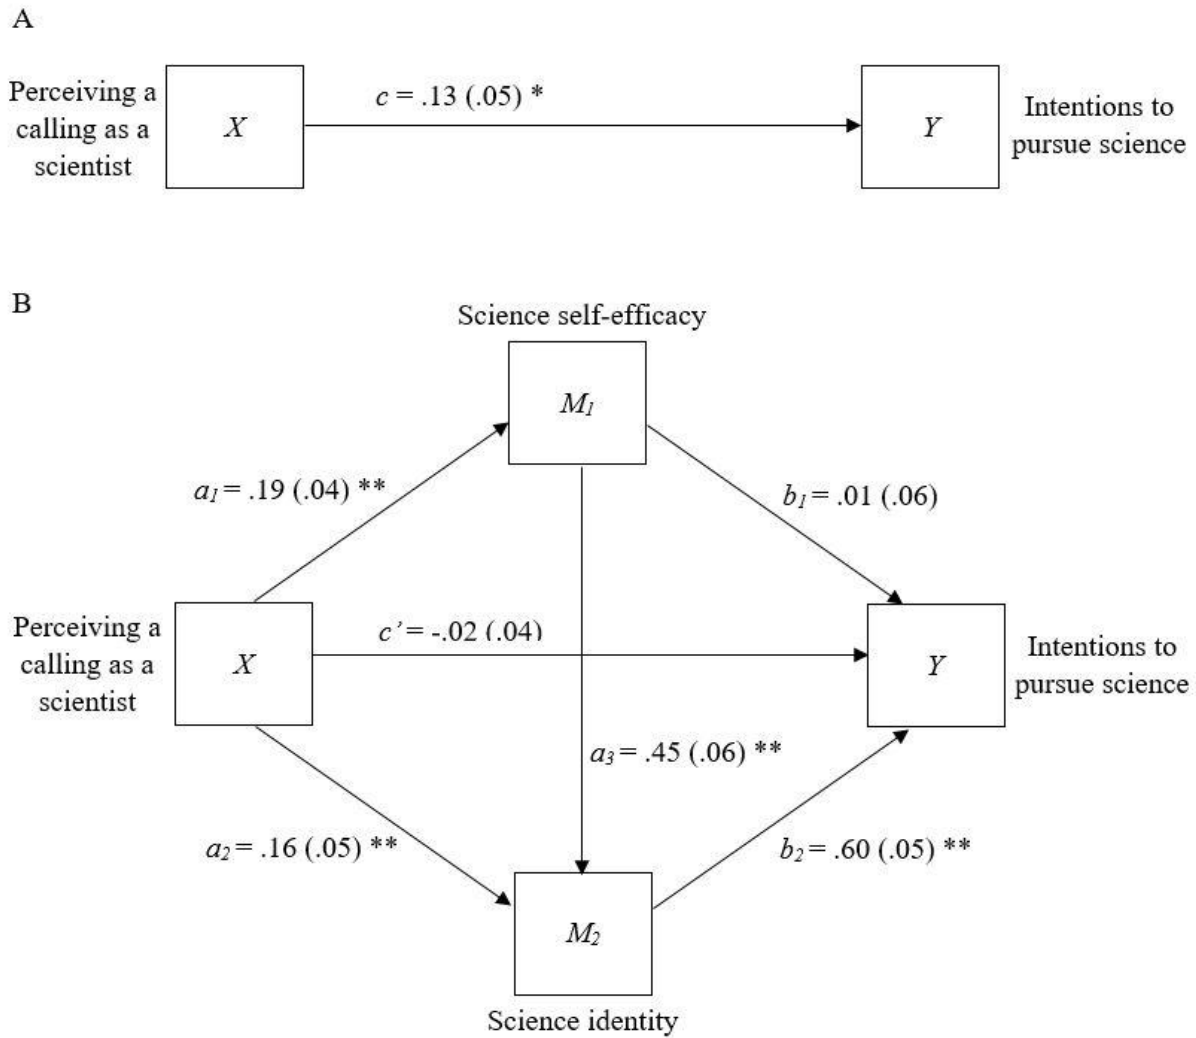 A
Perceiving a
calling as a
scientist
X
c = .13 (.05) *
Y
Intentions to
pursue science
B
Science self-efficacy
M1
a1 = .19 (.04) **
b1 = .01 (.06)
Perceiving a
calling as a
scientist
X
c’ = -.02 (.04)
Y
Intentions to
pursue science
a3 = .45 (.06) **
a2 = .16 (.05) **
b2 = .60 (.05) **
M2
Science identity